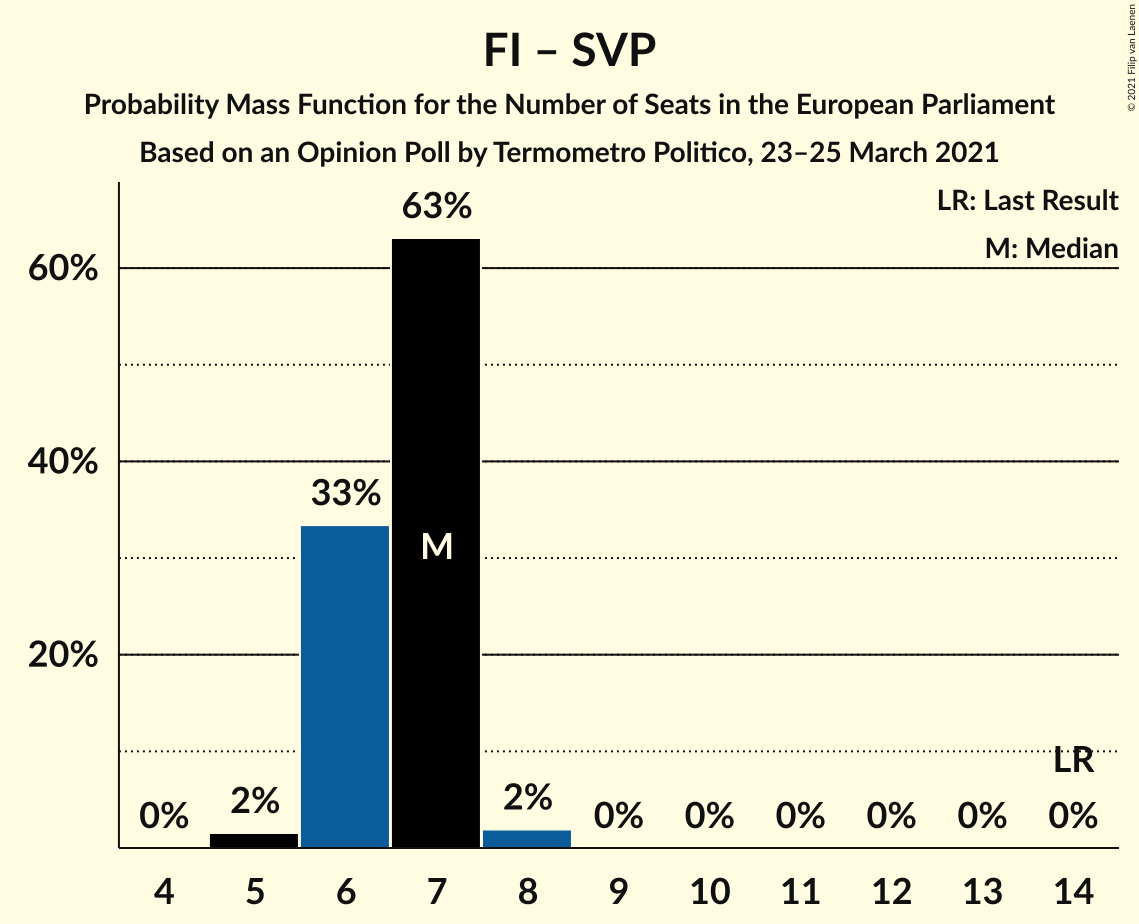 FI – SVP
Probability Mass Function for the Number of Seats in the European Parliament
Based on an Opinion Poll by Termometro Politico, 23–25 March 2021
© 2021 Filip van Laenen
LR: Last Result
M: Median
63%
60%
40%
33%
M
20%
LR
0% 2% 2% 0% 0% 0% 0% 0% 0%
4 5 6 7 8 9 10 11 12 13 14